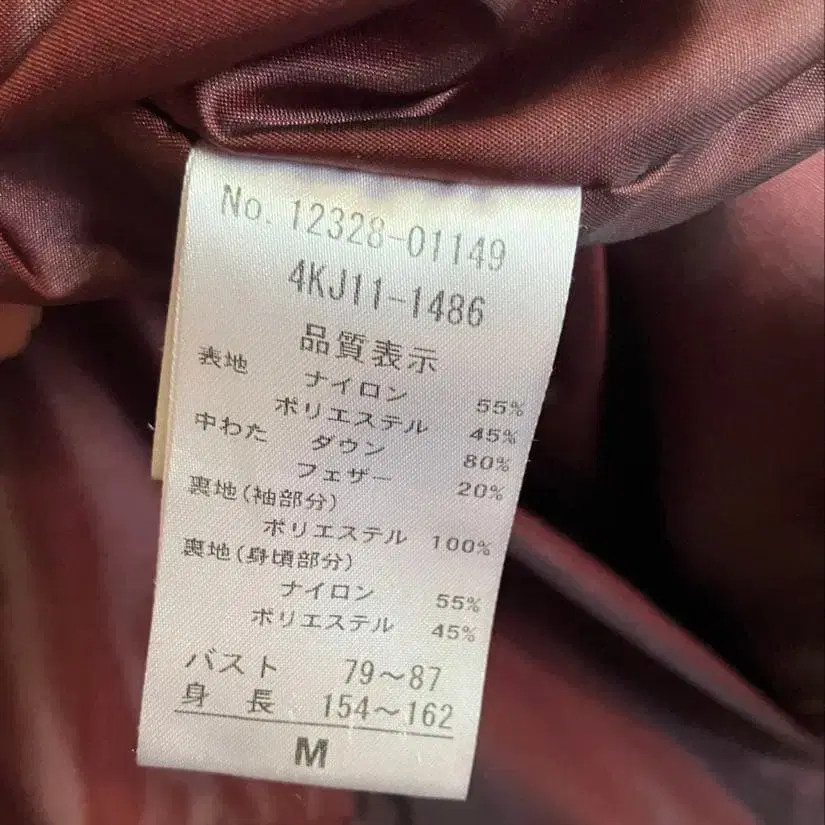 No. 12328-01149
4KJ11-1486
品質表示
表地 ナイロン 55%
ポリエステル 45%
中わた ダウン 80%
フェザー 20%
裏地(袖部分)
ポリエステル 100%
裏地(身頃部分)
ナイロン 55%
ポリエステル 45%
バスト 79~87
身長 154~162
M